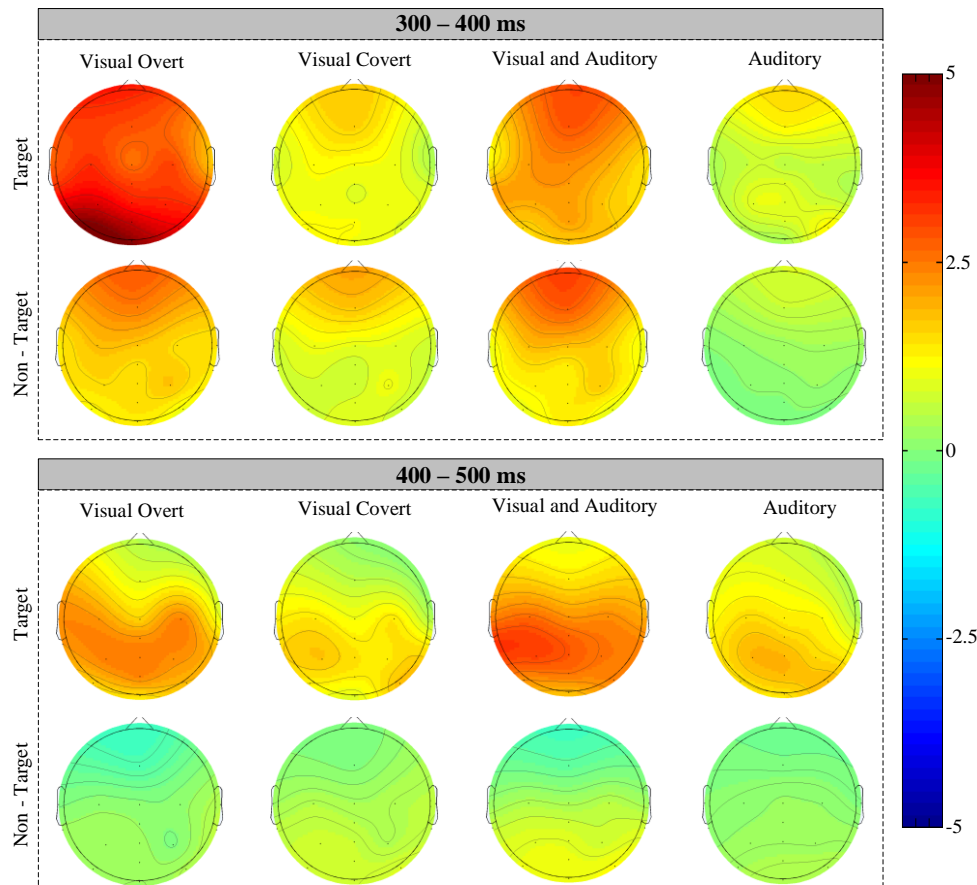 300 – 400 ms
Visual Overt Visual Covert Visual and Auditory Auditory
Target
Non - Target
400 – 500 ms
Visual Overt Visual Covert Visual and Auditory Auditory
Target
Non - Target
5
2.5
0
-2.5
-5